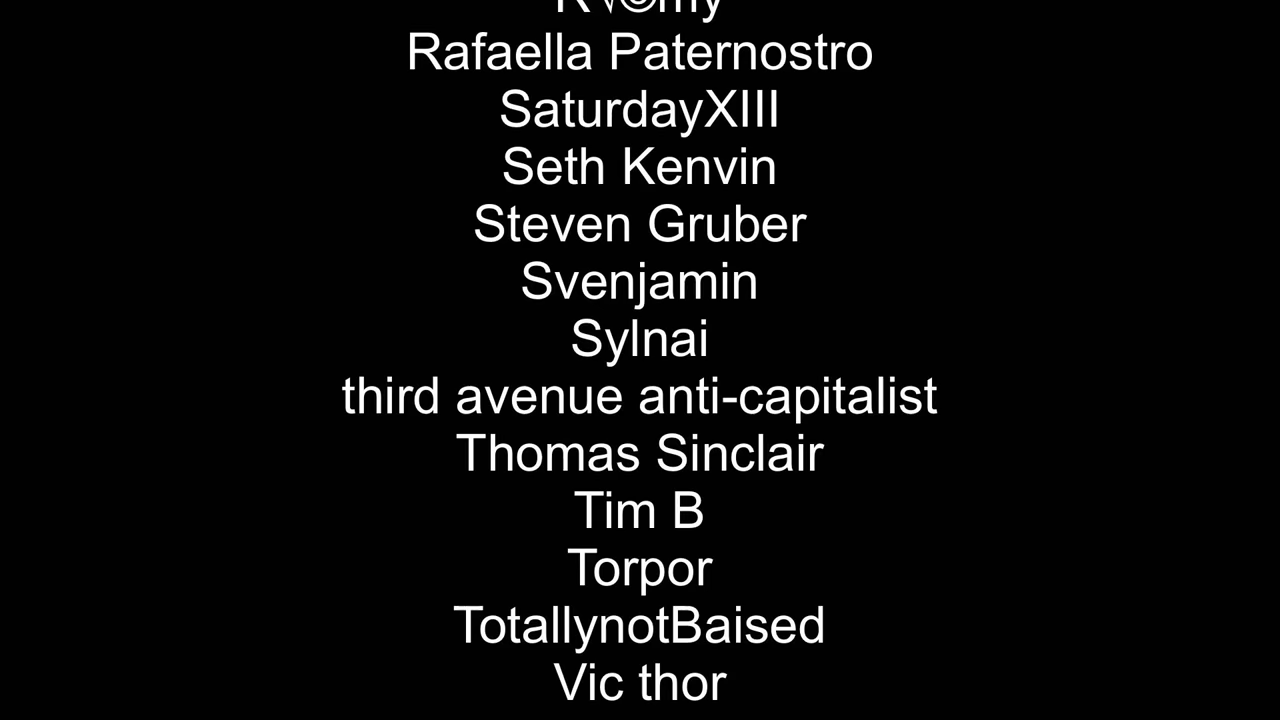 Rafaella Paternostro
SaturdayXIII
Seth Kenvin
Steven Gruber
Svenjamin
Sylnai
third avenue anti-capitalist
Thomas Sinclair
Tim B
Torpor
TotallynotBaised
Vic thor